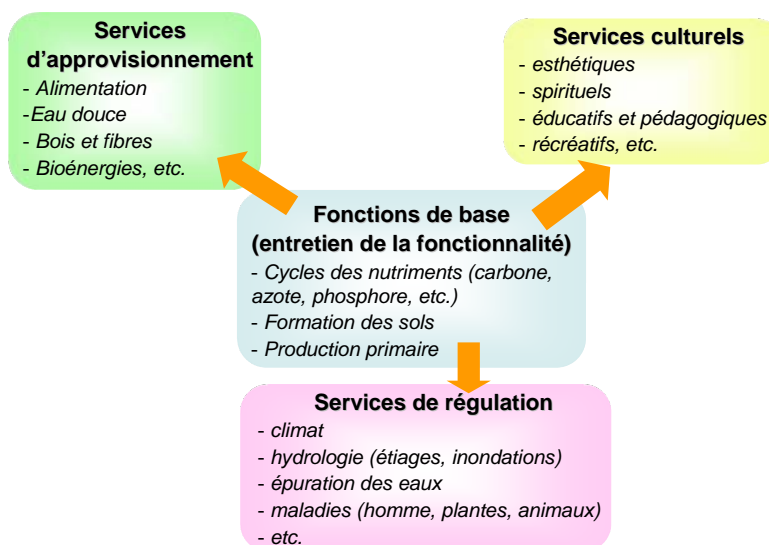 Services
d’approvisionnement
- Alimentation
-Eau douce
- Bois et fibres
- Bioénergies, etc.
Services culturels
- esthétiques
- spirituels
- éducatifs et pédagogiques
- récréatifs, etc.
Fonctions de base
(entretien de la fonctionnalité)
- Cycles des nutriments (carbone,
azote, phosphore, etc.)
- Formation des sols
- Production primaire
Services de régulation
- climat
- hydrologie (étiages, inondations)
- épuration des eaux
- maladies (homme, plantes, animaux)
- etc.